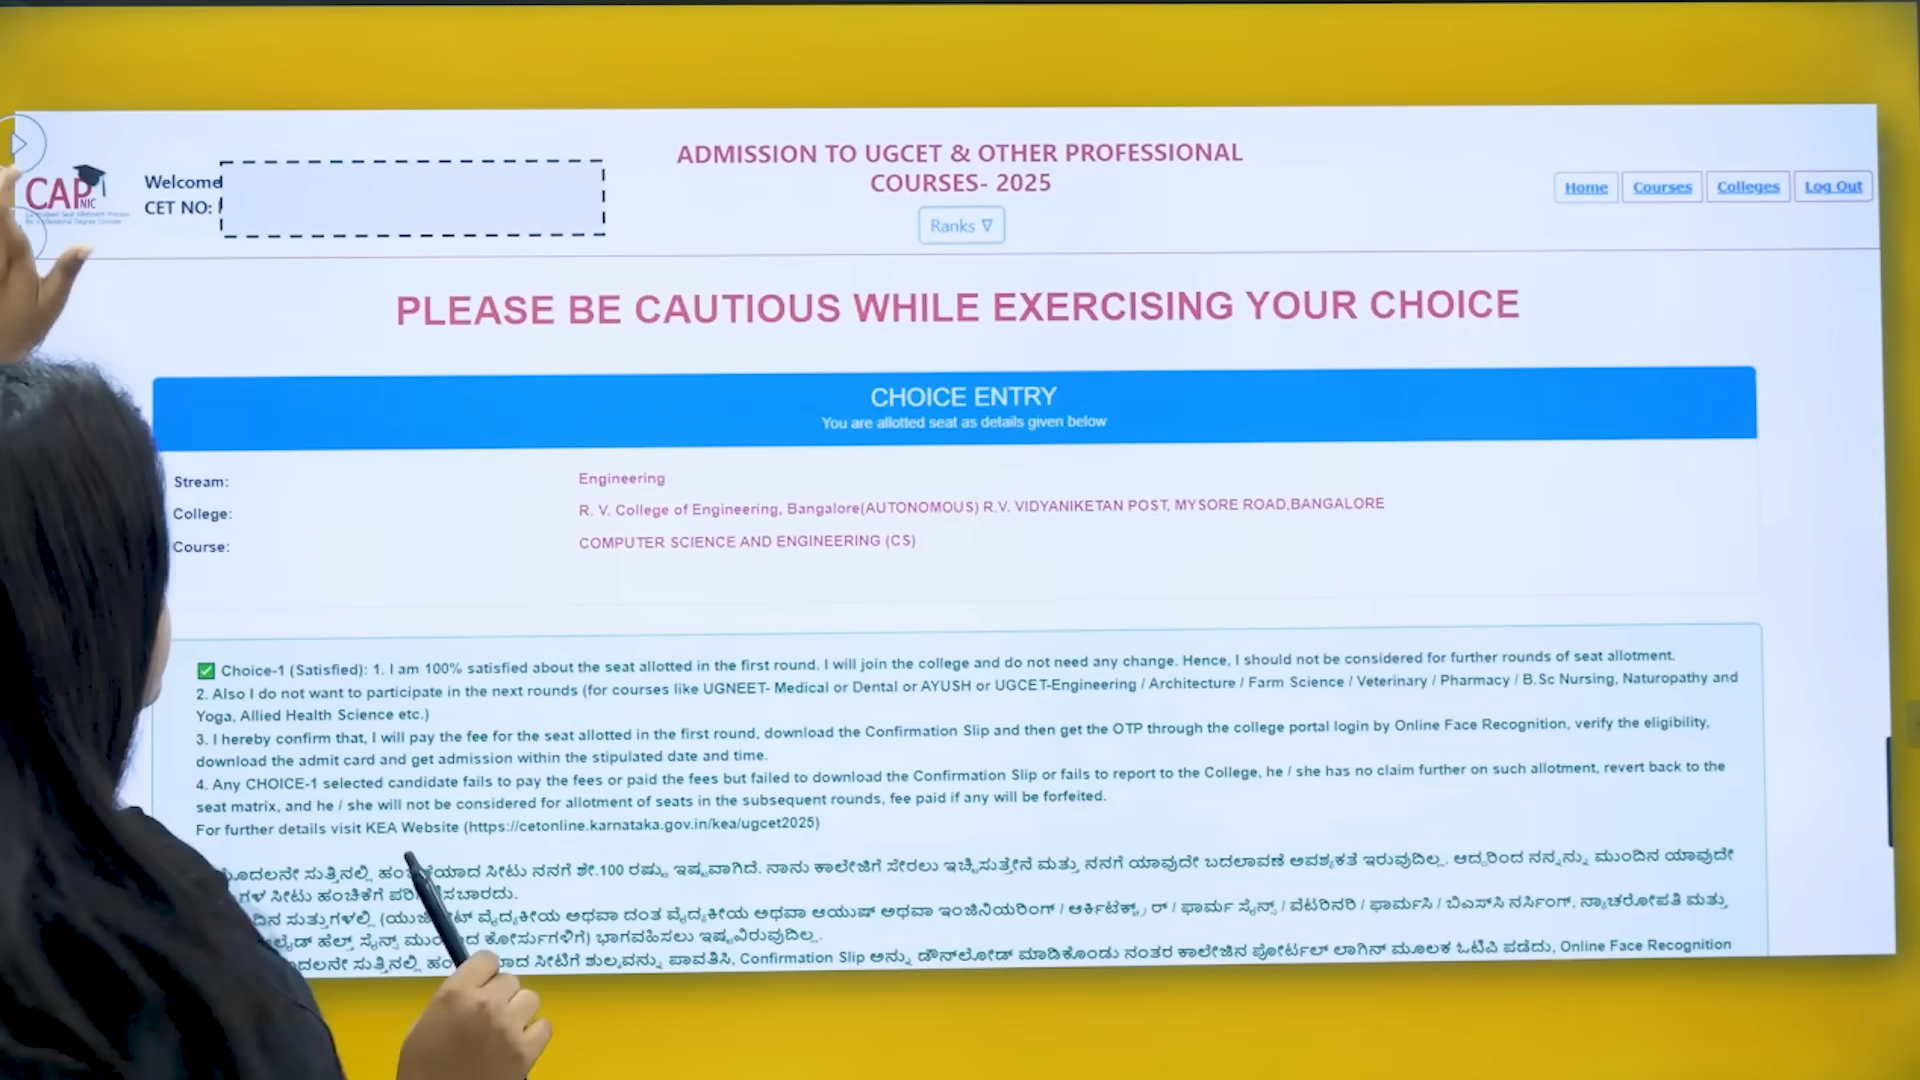 CAP NIC
Welcome
CET NO:
ADMISSION TO UGCET & OTHER PROFESSIONAL
COURSES- 2025
Ranks ∇
Home Courses Colleges Log Out
PLEASE BE CAUTIOUS WHILE EXERCISING YOUR CHOICE
CHOICE ENTRY
You are allotted seat as details given below
Stream: Engineering
College: R. V. College of Engineering, Bangalore(AUTONOMOUS) R.V. VIDYANIKETAN POST, MYSORE ROAD,BANGALORE
Course: COMPUTER SCIENCE AND ENGINEERING (CS)
Choice-1 (Satisfied): 1. I am 100% satisfied about the seat allotted in the first round. I will join the college and do not need any change. Hence, I should not be considered for further rounds of seat allotment.
2. Also I do not want to participate in the next rounds (for courses like UGNEET- Medical or Dental or AYUSH or UGCET-Engineering / Architecture / Farm Science / Veterinary / Pharmacy / B.Sc Nursing, Naturopathy and
Yoga, Allied Health Science etc.)
3. I hereby confirm that, I will pay the fee for the seat allotted in the first round, download the Confirmation Slip and then get the OTP through the college portal login by Online Face Recognition, verify the eligibility,
download the admit card and get admission within the stipulated date and time.
4. Any CHOICE-1 selected candidate fails to pay the fees or paid the fees but failed to download the Confirmation Slip or fails to report to the College, he / she has no claim further on such allotment, revert back to the
seat matrix, and he / she will not be considered for allotment of seats in the subsequent rounds, fee paid if any will be forfeited.
For further details visit KEA Website (https://cetonline.karnataka.gov.in/kea/ugcet2025)
ಸುತ್ತಿನಲ್ಲಿ ಸೀಟು ನನಗೆ ಶೇ.100 ರಷ್ಟು ಇಷ್ಟವಾಗಿದೆ. ನಾನು ಕಾಲೇಜಿಗೆ ಸೇರಲು ಇಚ್ಛಿಸುತ್ತೇನೆ ಮತ್ತು ನನಗೆ ಯಾವುದೇ ಬದಲಾವಣೆ ಅವಶ್ಯಕತೆ ಇರುವುದಿಲ್ಲ. ಆದ್ದರಿಂದ ನನ್ನನ್ನು ಮುಂದಿನ ಯಾವುದೇ
ಸೀಟು ಹಂಚಿಕೆಗೆ
ಸುತ್ತುಗಳಲ್ಲಿ ವೈದ್ಯಕೀಯ ಅಥವಾ ದಂತ ವೈದ್ಯಕೀಯ ಅಥವಾ ಆಯುಷ್ ಅಥವಾ ಇಂಜಿನಿಯರಿಂಗ್ / ಆರ್ಕಿಟೆಕ್ಚರ್ / ಫಾರ್ಮ ಸೈನ್ಸ್ / ವೆಟರಿನರಿ / ಫಾರ್ಮಸಿ / ಬಿಎಸ್‌ಸಿ ನರ್ಸಿಂಗ್, ನ್ಯಾಚರೋಪತಿ ಮತ್ತು
ಹೆಲ್ತ್ ಸೈನ್ಸ್ ಕೋರ್ಸುಗಳಿಗೆ) ಭಾಗವಹಿಸಲು ಇಷ್ಟವಿರುವುದಿಲ್ಲ.
ಸುತ್ತಿನಲ್ಲಿ ಸೀಟಿಗೆ ಶುಲ್ಕವನ್ನು ಪಾವತಿಸಿ, Confirmation Slip ಅನ್ನು ಡೌನ್‌ಲೋಡ್ ಮಾಡಿಕೊಂಡು ನಂತರ ಕಾಲೇಜಿನ ಪೋರ್ಟಲ್ ಲಾಗಿನ್ ಮೂಲಕ ಓಟಿಪಿ ಪಡೆದು, Online Face Recognition